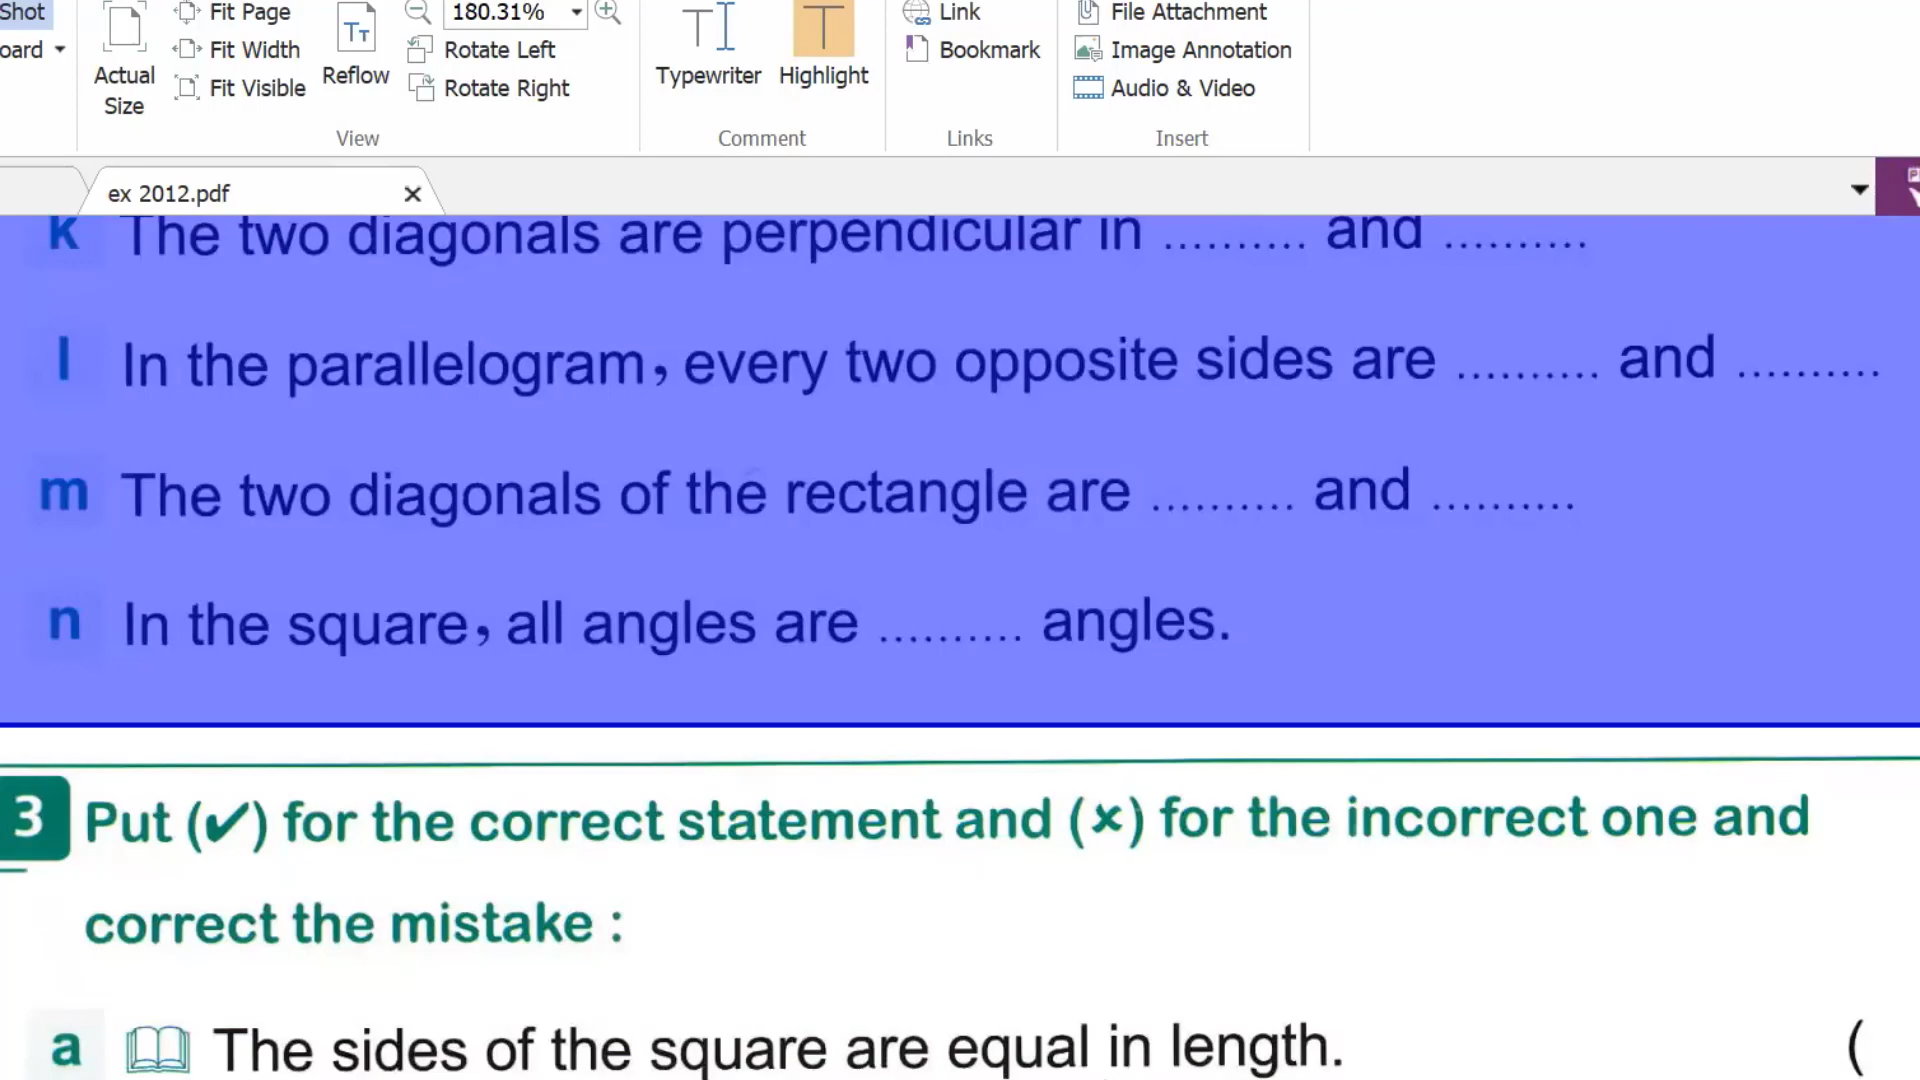 Shot
Fit Page
180.31%
Link
File Attachment
oard
Fit Width
Rotate Left
Bookmark
Image Annotation
Actual
Size
Reflow
Typewriter
Highlight
Fit Visible
Rotate Right
Audio & Video
View
Comment
Links
Insert
ex 2012.pdf
k The two diagonals are perpendicular in .......... and ..........
l In the parallelogram, every two opposite sides are .......... and ..........
m The two diagonals of the rectangle are .......... and ..........
n In the square, all angles are .......... angles.
3 Put (✔) for the correct statement and (×) for the incorrect one and
correct the mistake :
a The sides of the square are equal in length. (